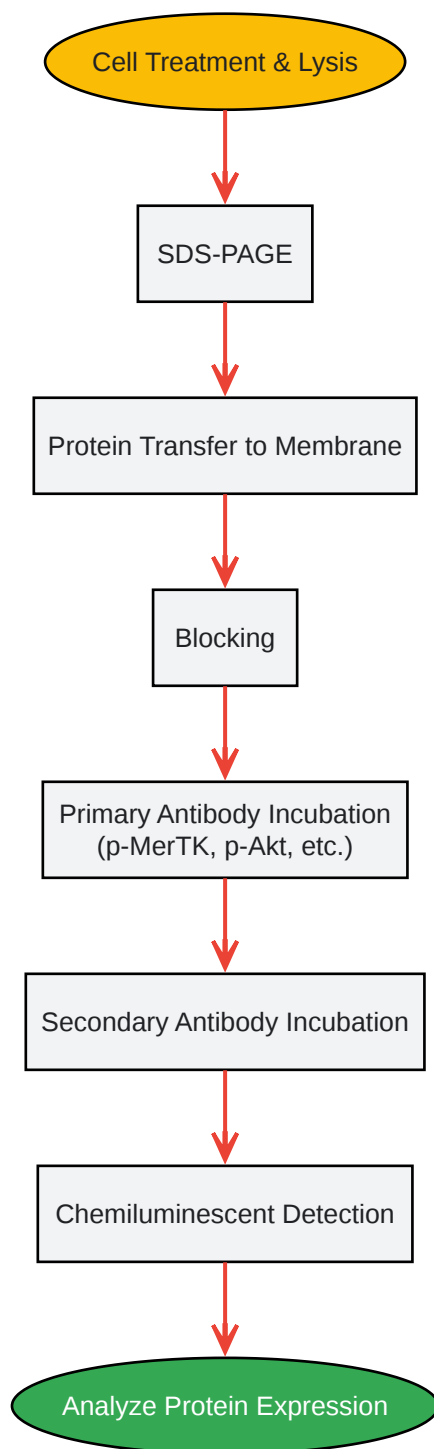 Cell Treatment & Lysis
SDS-PAGE
Protein Transfer to Membrane
Blocking
Primary Antibody Incubation
(p-MerTK, p-Akt, etc.)
Secondary Antibody Incubation
Chemiluminescent Detection
Analyze Protein Expression